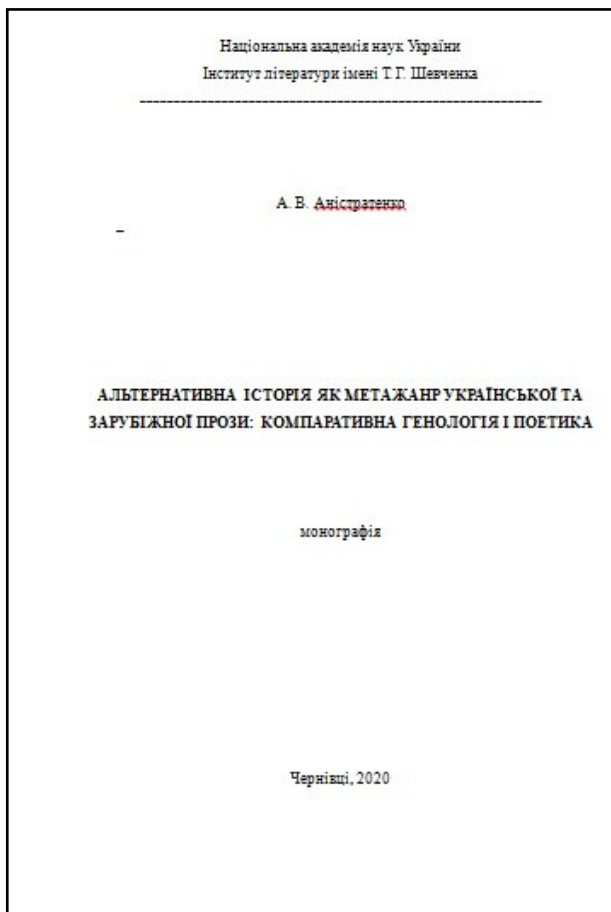 Національна академія наук України
Інститут літератури імені Т. Г. Шевченка
____________________________________________________________
А. В. Аністратенко
–
АЛЬТЕРНАТИВНА ІСТОРІЯ ЯК МЕТАЖАНР УКРАЇНСЬКОЇ ТА
ЗАРУБІЖНОЇ ПРОЗИ: КОМПАРАТИВНА ГЕНОЛОГІЯ І ПОЕТИКА
монографія
Чернівці, 2020